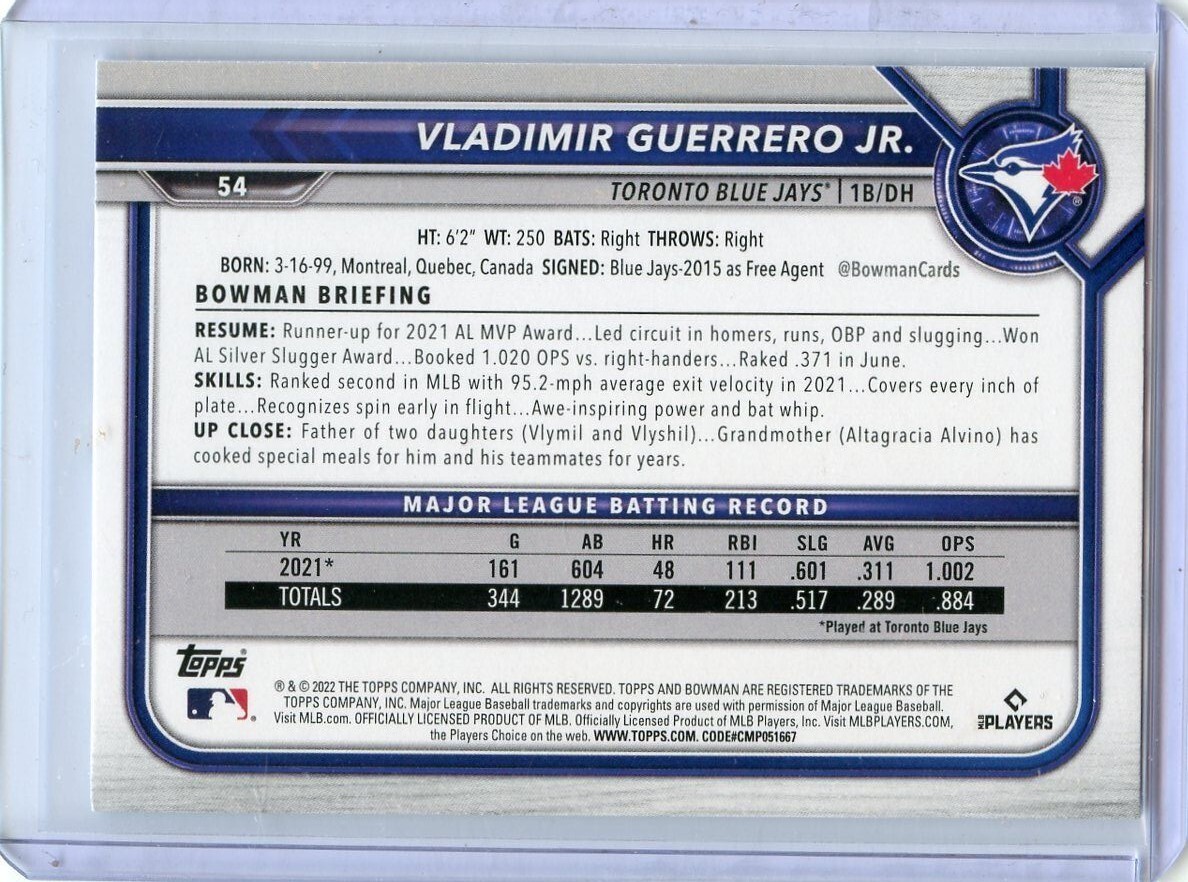 VLADIMIR GUERRERO JR.
54
TORONTO BLUE JAYS® | 1B/DH
®
HT: 6'2" WT: 250 BATS: Right THROWS: Right
BORN: 3-16-99, Montreal, Quebec, Canada SIGNED: Blue Jays-2015 as Free Agent @BowmanCards
BOWMAN BRIEFING
RESUME: Runner-up for 2021 AL MVP Award...Led circuit in homers, runs, OBP and slugging...Won
AL Silver Slugger Award...Booked 1.020 OPS vs. right-handers...Raked .371 in June.
SKILLS: Ranked second in MLB with 95.2-mph average exit velocity in 2021...Covers every inch of
plate...Recognizes spin early in flight...Awe-inspiring power and bat whip.
UP CLOSE: Father of two daughters (Vlymil and Vlyshil)...Grandmother (Altagracia Alvino) has
cooked special meals for him and his teammates for years.
MAJOR LEAGUE BATTING RECORD
YR G AB HR RBI SLG AVG OPS
2021* 161 604 48 111 .601 .311 1.002
TOTALS 344 1289 72 213 .517 .289 .884
*Played at Toronto Blue Jays
Topps®
® & © 2022 THE TOPPS COMPANY, INC. ALL RIGHTS RESERVED. TOPPS AND BOWMAN ARE REGISTERED TRADEMARKS OF THE
TOPPS COMPANY, INC. Major League Baseball trademarks and copyrights are used with permission of Major League Baseball.
Visit MLB.com. OFFICIALLY LICENSED PRODUCT OF MLB. Officially Licensed Product of MLB Players, Inc. Visit MLBPLAYERS.COM,
the Players Choice on the web. WWW.TOPPS.COM. CODE#CMP051667
MLB PLAYERS